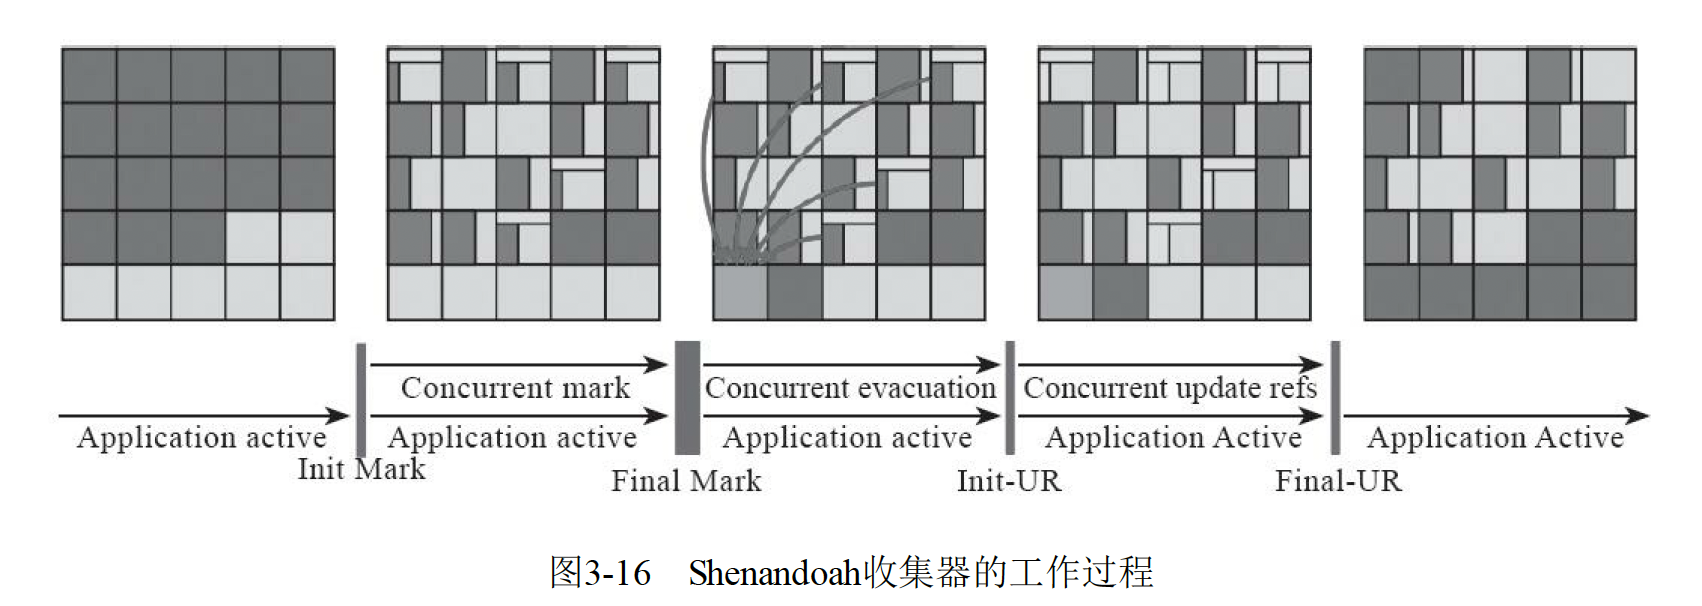 Concurrent mark
Concurrent evacuation
Concurrent update refs
Application active
Application active
Application active
Application Active
Application Active
Init Mark
Final Mark
Init-UR
Final-UR
图3-16 Shenandoah收集器的工作过程